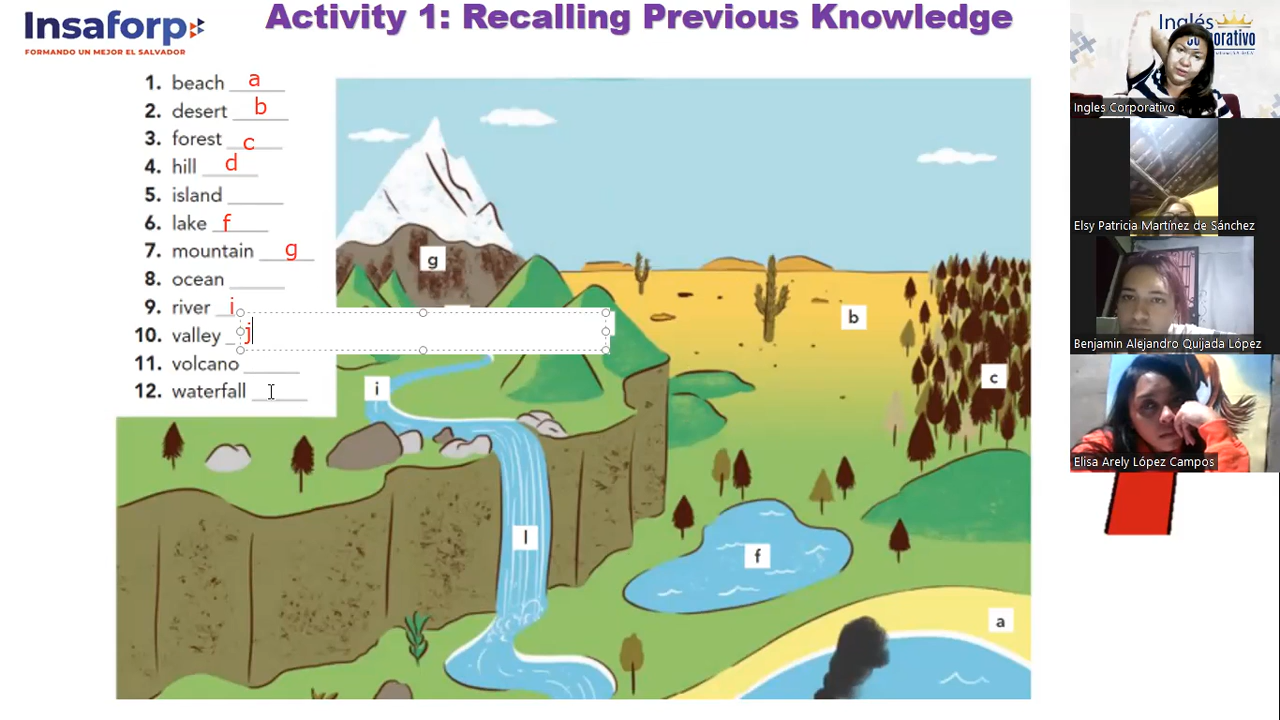 Insaforp
FORMANDO UN MEJOR EL SALVADOR
Activity 1: Recalling Previous Knowledge
1. beach a
2. desert b
3. forest c
4. hill d
5. island
6. lake f
7. mountain g
8. ocean
9. river i
10. valley j
11. volcano
12. waterfall
g
b
c
i
l
f
a
Inglés
corporativo
Ingles Corporativo
Elsy Patricia Martínez de Sánchez
Benjamin Alejandro Quijada López
Elisa Arely López Campos